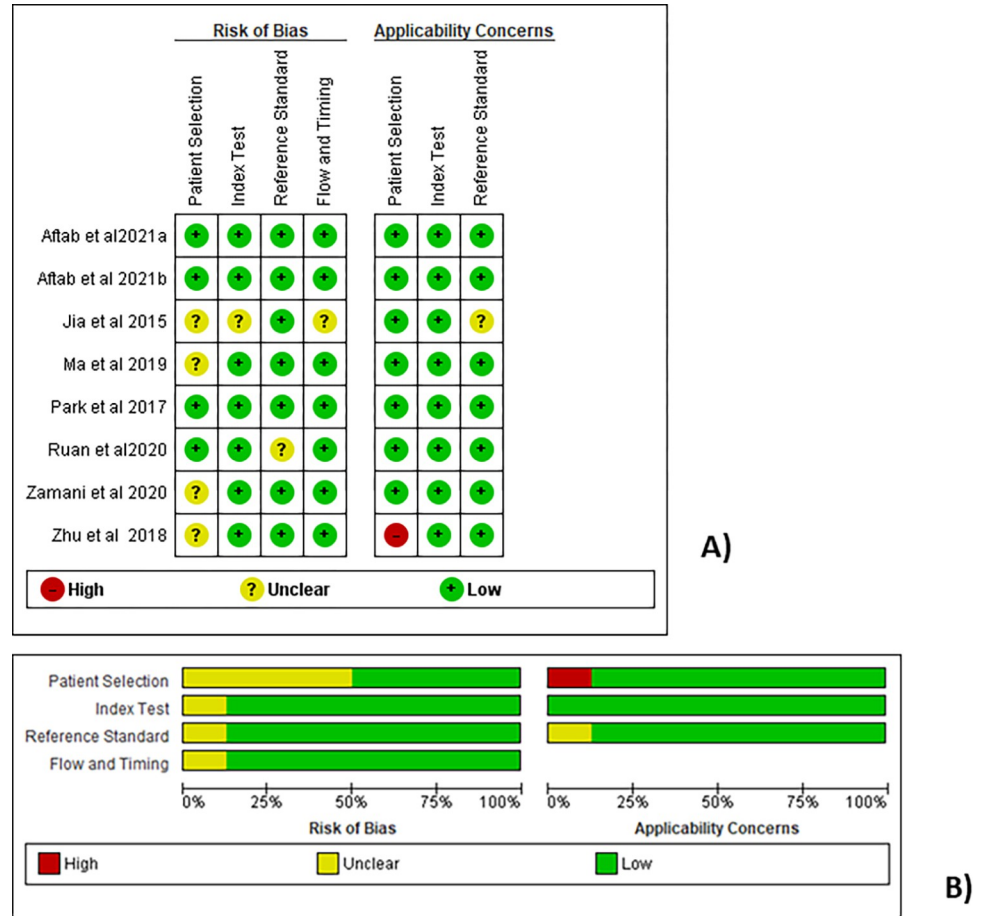 Risk of Bias Applicability Concerns
Patient Selection
Index Test
Reference Standard
Flow and Timing
Patient Selection
Index Test
Reference Standard
Aftab et al2021a + + + + + + +
Aftab et al 2021b + + + + + + +
Jia et al 2015 ? ? + ? + + ?
Ma et al 2019 ? + + + + + +
Park et al 2017 + + + + + + +
Ruan et al2020 + + ? + + + +
Zamani et al 2020 ? + + + + + +
Zhu et al 2018 ? + + + - + +
- High ? Unclear + Low
A)
Patient Selection
Index Test
Reference Standard
Flow and Timing
0% 25% 50% 75% 100% 0% 25% 50% 75% 100%
Risk of Bias Applicability Concerns
High Unclear Low
B)